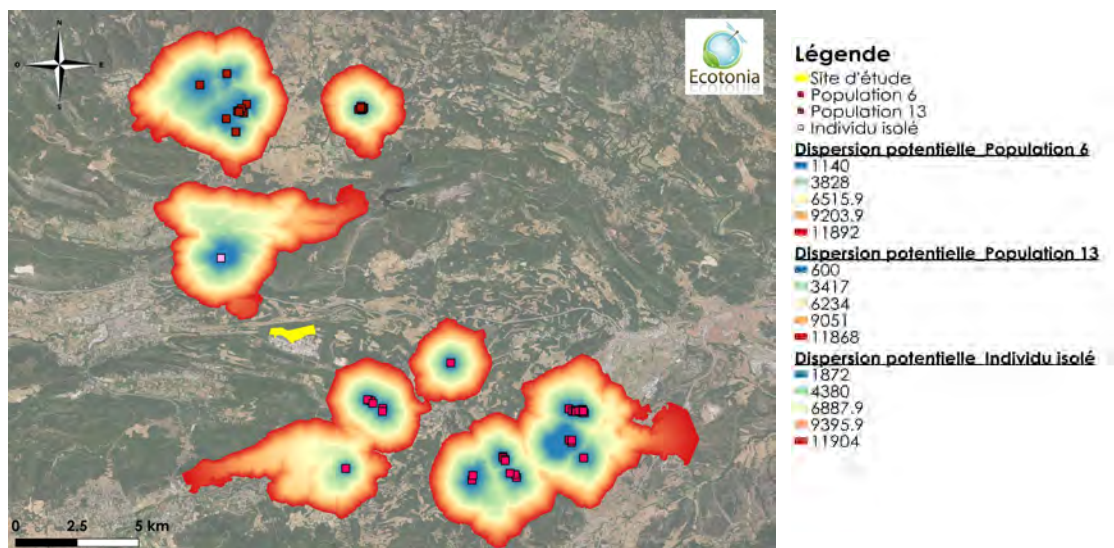 N
O
E
S
Ecotonia
0 2.5 5 km
Légende
Site d'étude
Population 6
Population 13
Individu isolé
Dispersion potentielle_Population 6
1140
3828
6515.9
9203.9
11892
Dispersion potentielle_Population 13
600
3417
6234
9051
11868
Dispersion potentielle_Individu isolé
1872
4380
6887.9
9395.9
11904